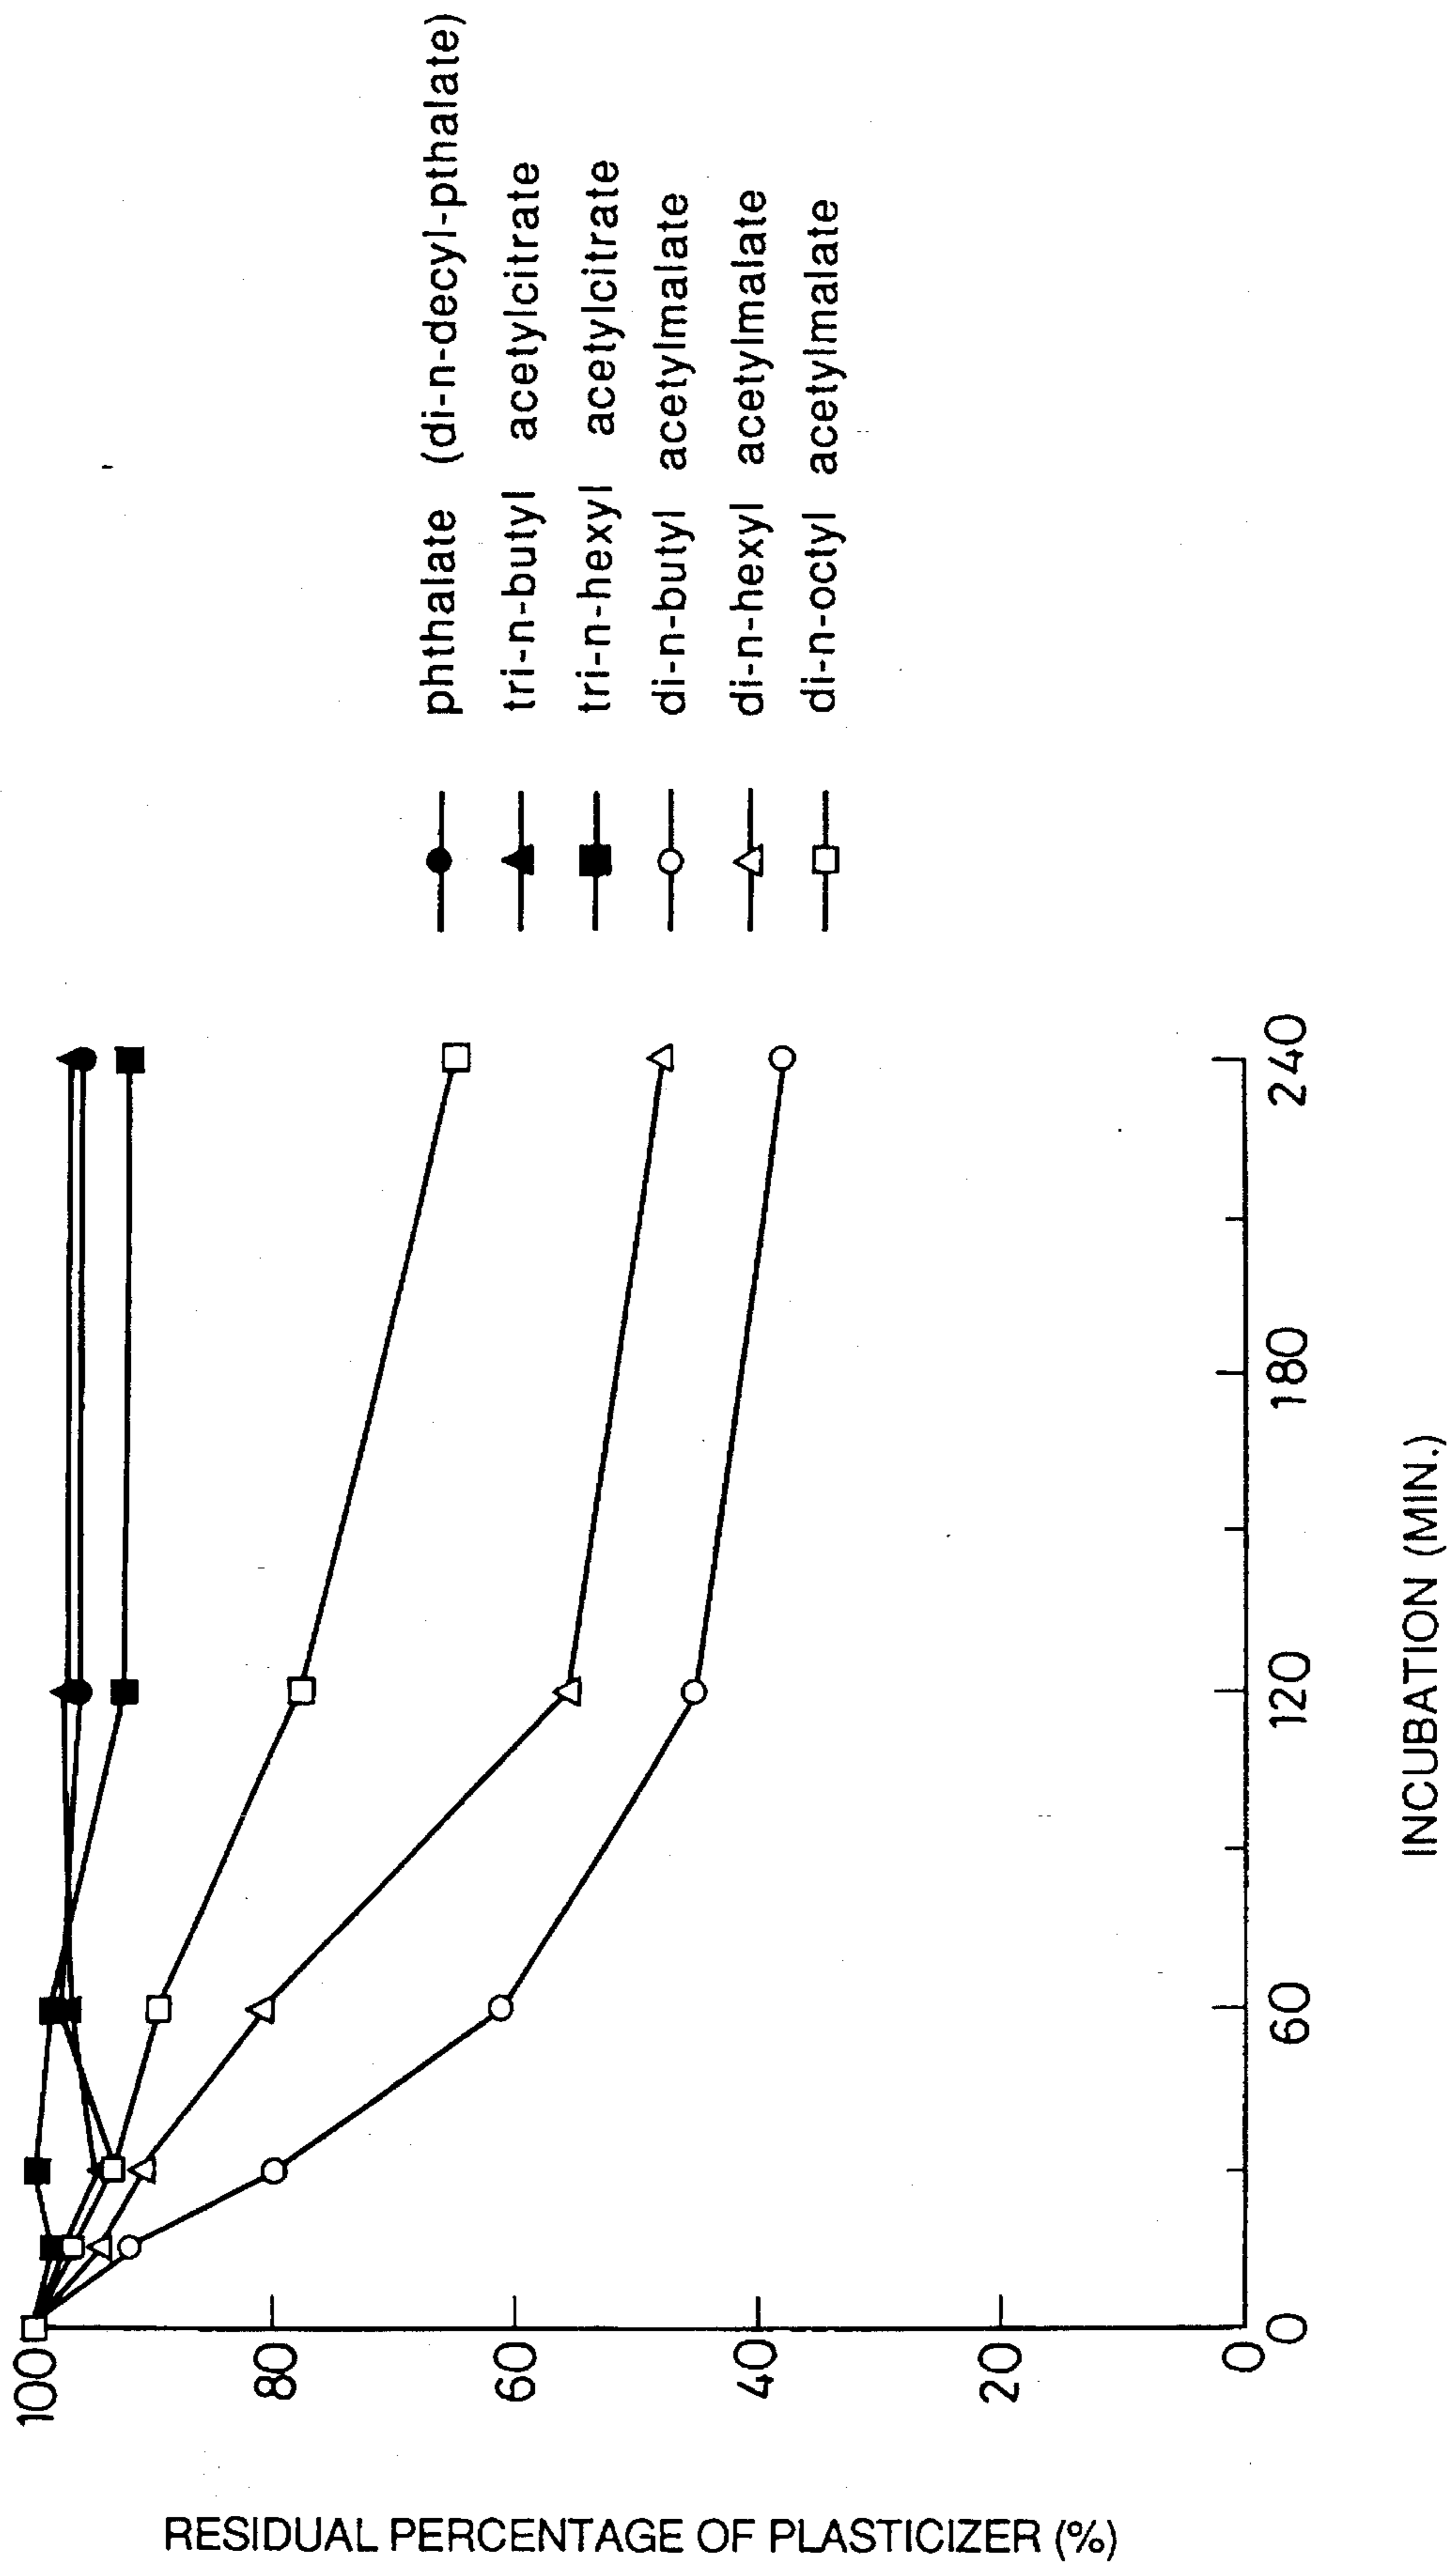 RESIDUAL PERCENTAGE OF PLASTICIZER (%)
100
80
60
40
20
0
0
60
120
180
240
INCUBATION (MIN.)
phthalate (di-n-decyl-pthalate)
tri-n-butyl acetylcitrate
tri-n-hexyl acetylcitrate
di-n-butyl acetylmalate
di-n-hexyl acetylmalate
di-n-octyl acetylmalate